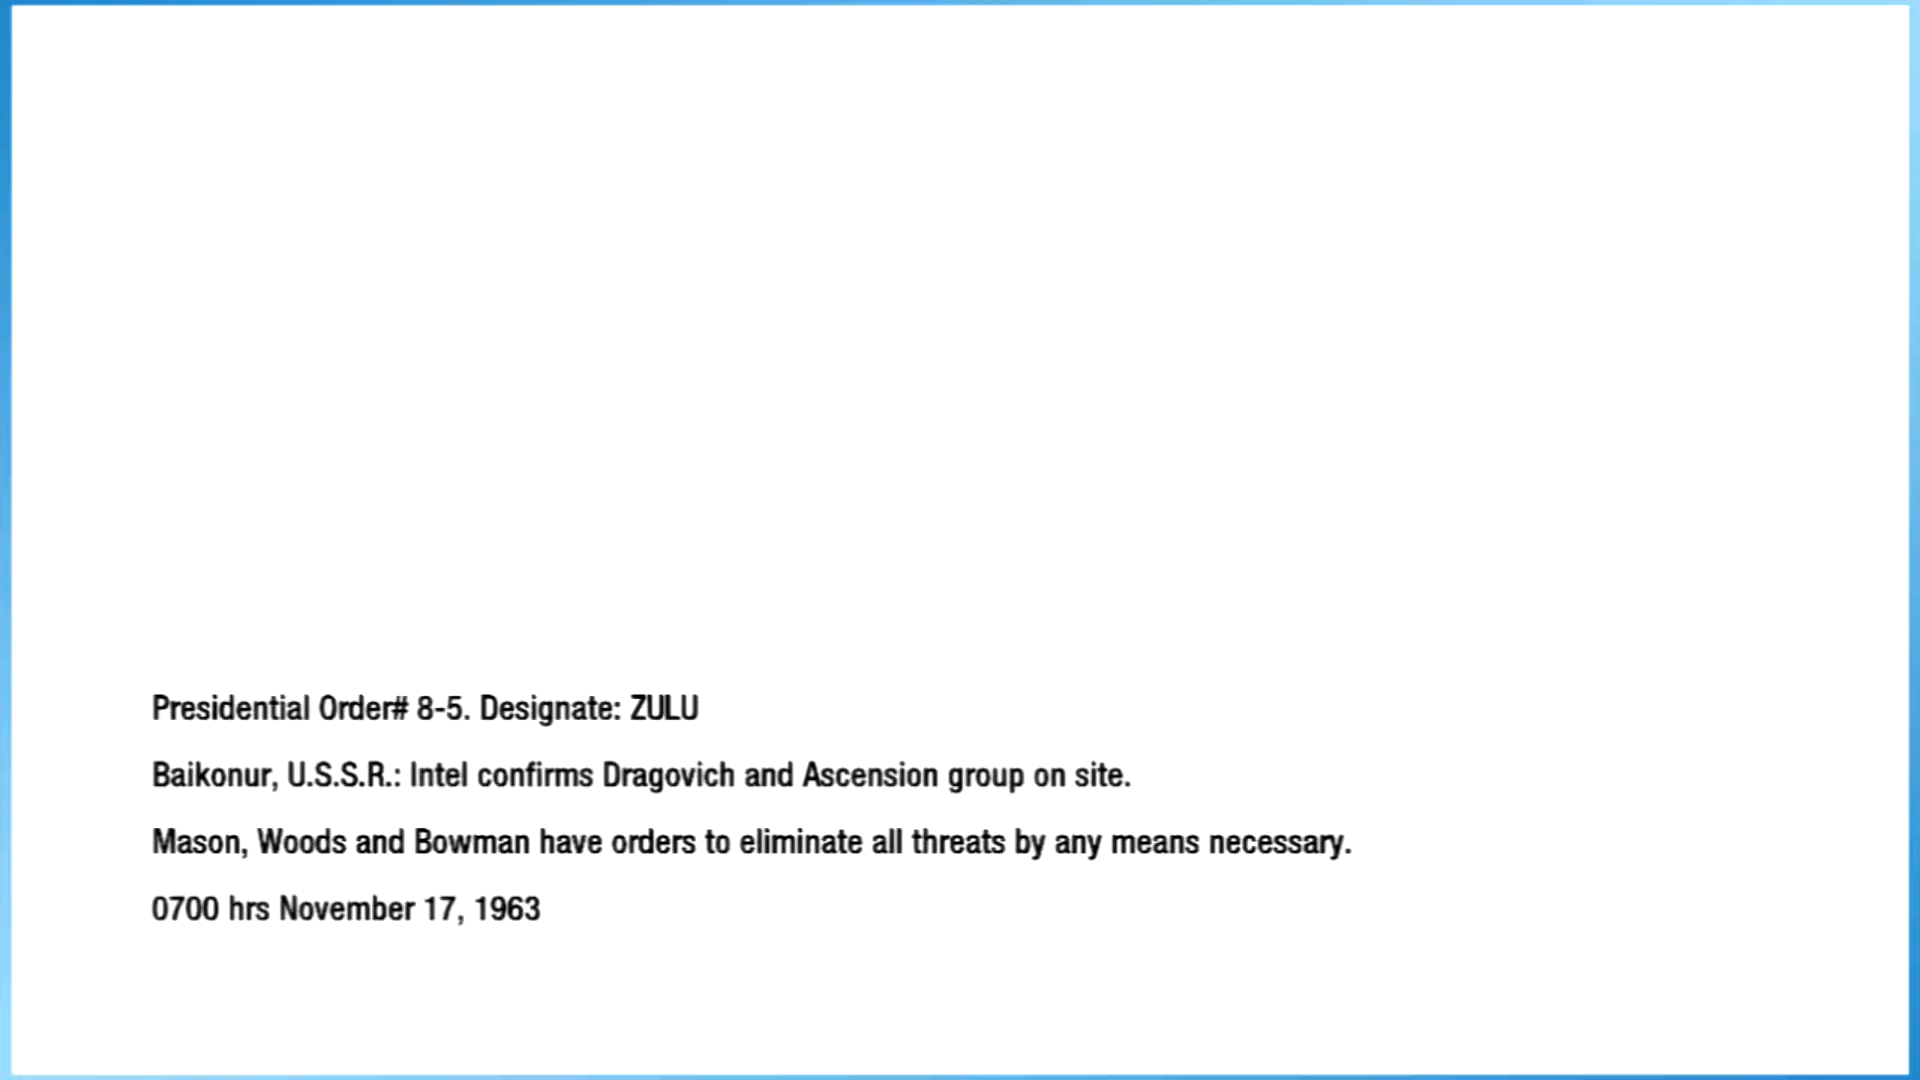 Presidential Order# 8-5. Designate: ZULU
Baikonur, U.S.S.R.: Intel confirms Dragovich and Ascension group on site.
Mason, Woods and Bowman have orders to eliminate all threats by any means necessary.
0700 hrs November 17, 1963